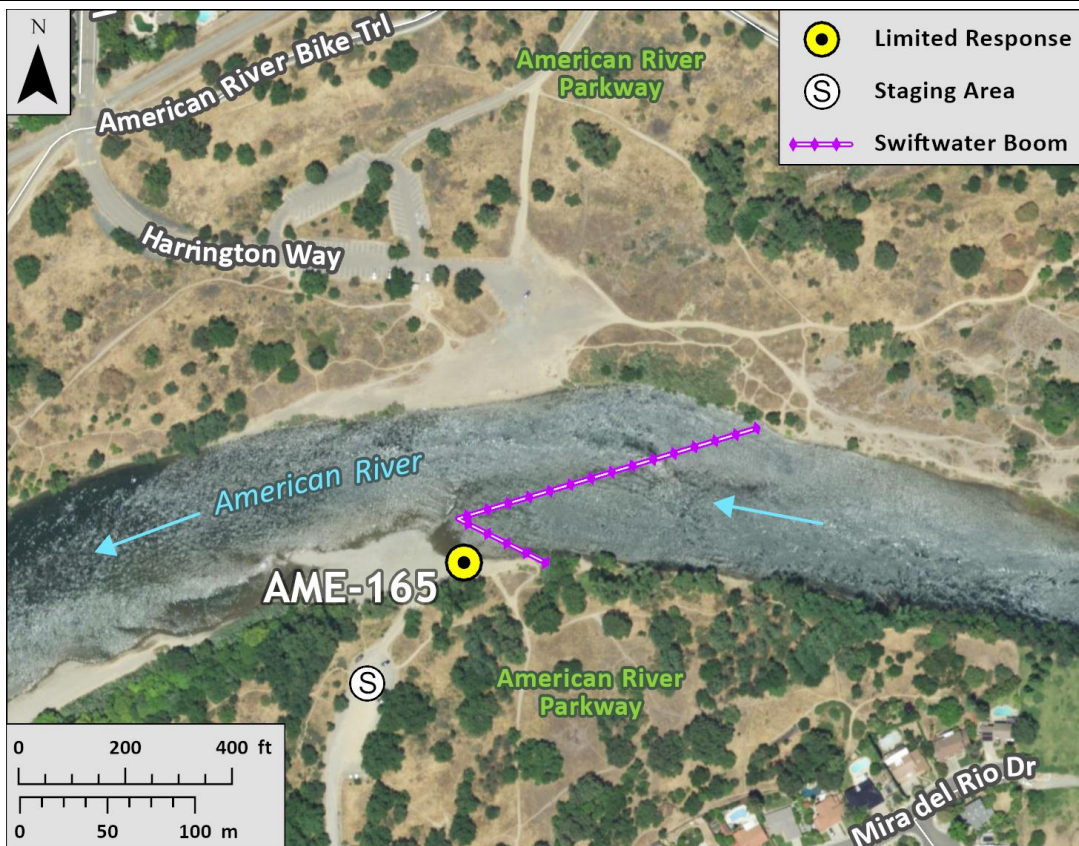 N
American River Bike Trl
American River
Parkway
Limited Response
S Staging Area
Swiftwater Boom
Harrington Way
American River
AME-165
S
American River
Parkway
Mira del Rio Dr
0 200 400 ft
0 50 100 m